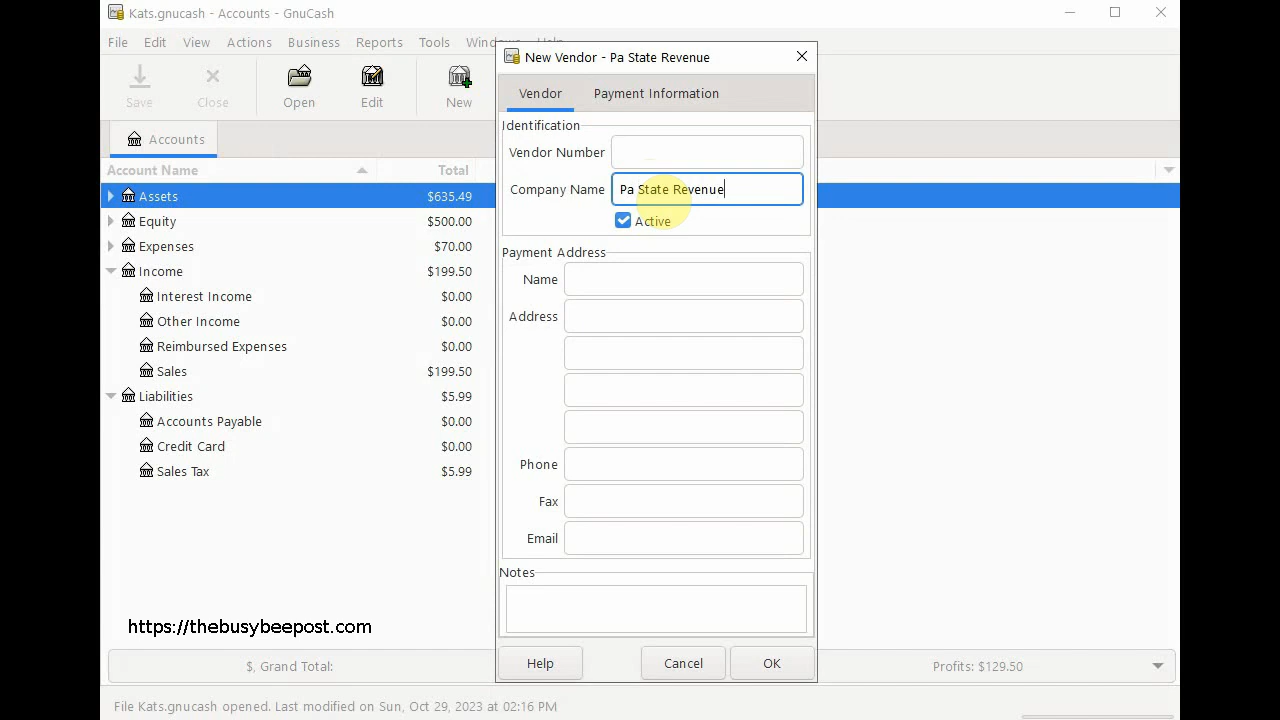 Kats.gnucash - Accounts - GnuCash
File Edit View Actions Business Reports Tools Windows Help
New Vendor - Pa State Revenue
Save Close Open Edit New
Vendor Payment Information
Accounts
Identification
Vendor Number
Account Name Total
Company Name Pa State Revenue
Assets $635.49
Active
Equity $500.00
Expenses $70.00
Payment Address
Income $199.50
Name
Interest Income $0.00
Address
Other Income $0.00
Reimbursed Expenses $0.00
Sales $199.50
Liabilities $5.99
Accounts Payable $0.00
Credit Card $0.00
Phone
Sales Tax $5.99
Fax
Email
Notes
https://thebusybeepost.com
Help Cancel OK
$, Grand Total: Profits: $129.50
File Kats.gnucash opened. Last modified on Sun, Oct 29, 2023 at 02:16 PM